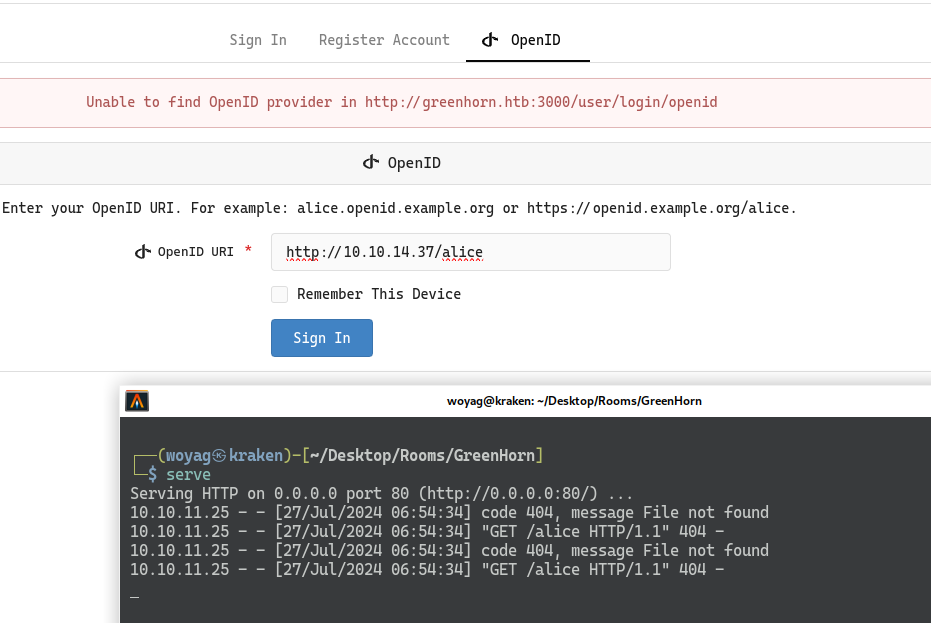 Sign In Register Account OpenID
Unable to find OpenID provider in http://greenhorn.htb:3000/user/login/openid
OpenID
Enter your OpenID URI. For example: alice.openid.example.org or https://openid.example.org/alice.
OpenID URI * http://10.10.14.37/alice
Remember This Device
Sign In
woyag@kraken: ~/Desktop/Rooms/GreenHorn
┌──(woyag㉿kraken)-[~/Desktop/Rooms/GreenHorn]
└─$ serve
Serving HTTP on 0.0.0.0 port 80 (http://0.0.0.0:80/) ...
10.10.11.25 - - [27/Jul/2024 06:54:34] code 404, message File not found
10.10.11.25 - - [27/Jul/2024 06:54:34] "GET /alice HTTP/1.1" 404 -
10.10.11.25 - - [27/Jul/2024 06:54:34] code 404, message File not found
10.10.11.25 - - [27/Jul/2024 06:54:34] "GET /alice HTTP/1.1" 404 -
_